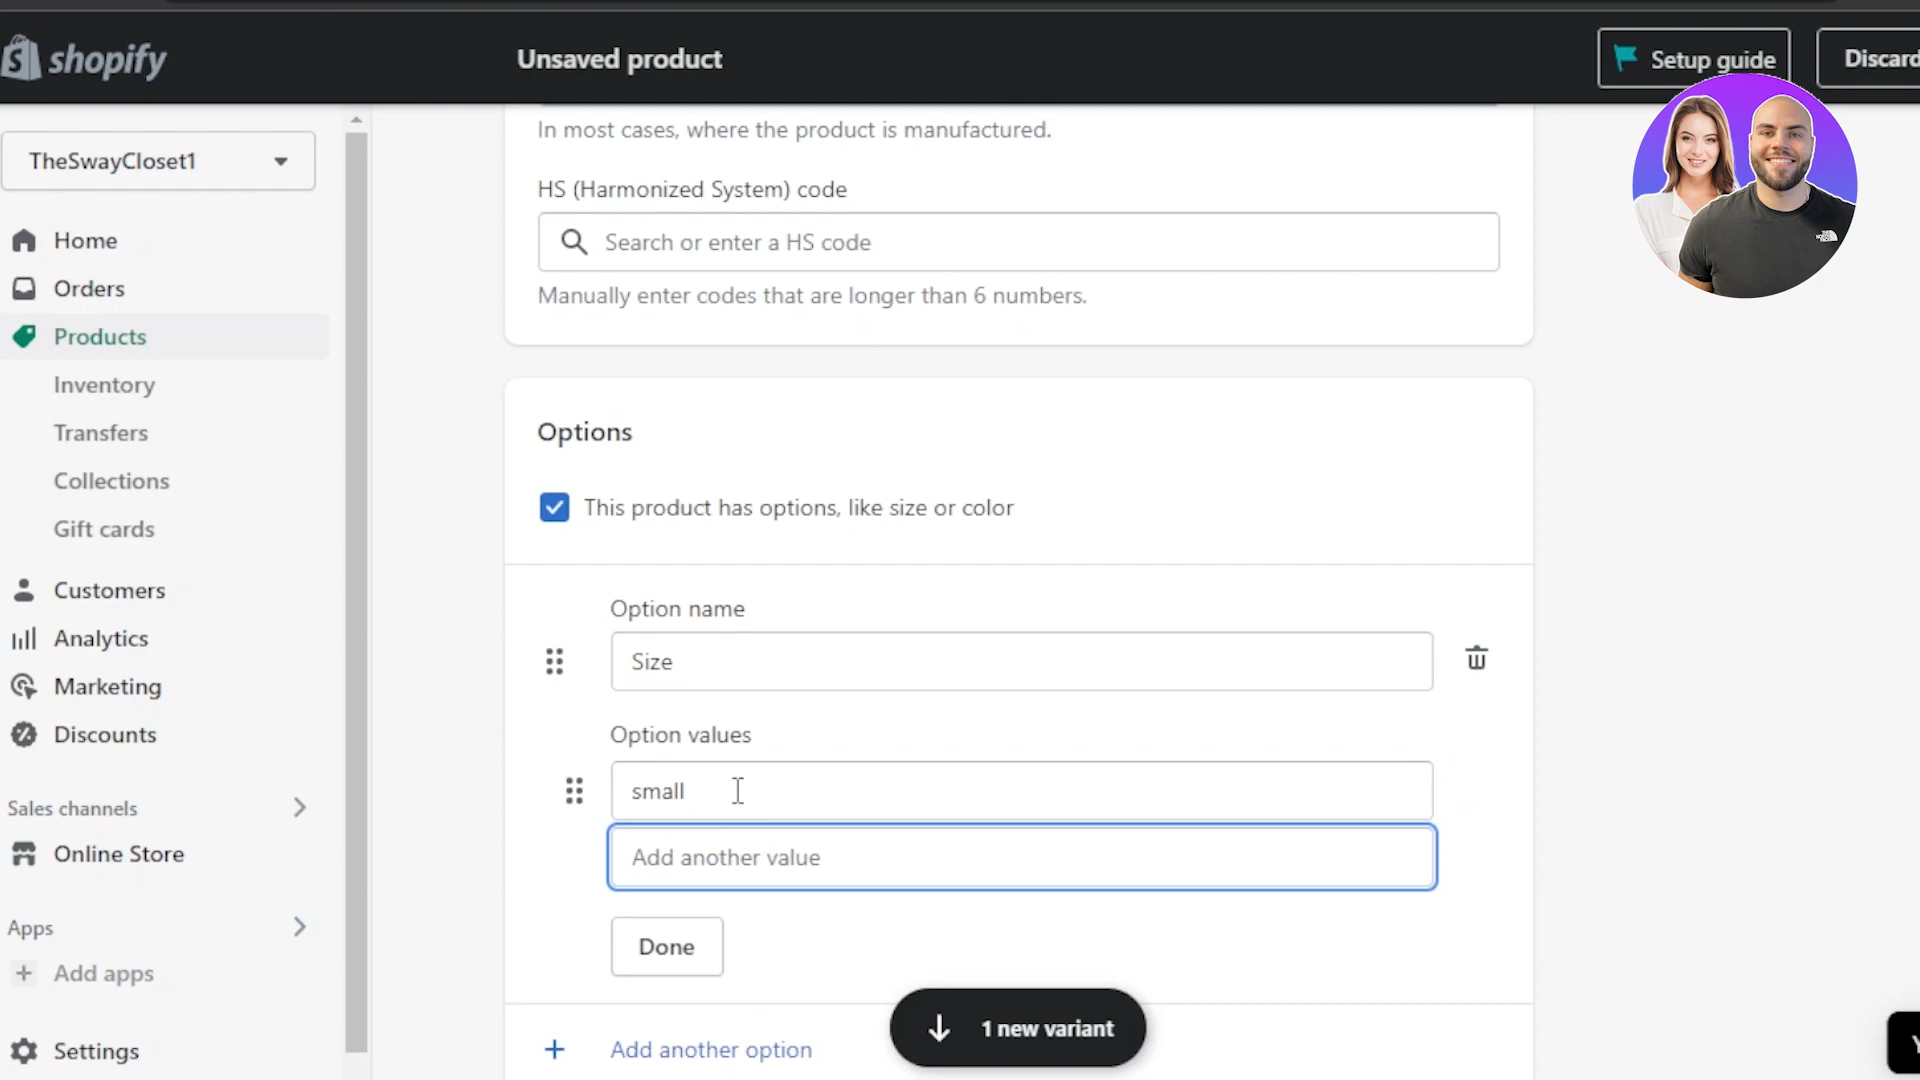 shopify
Unsaved product
Setup guide
Discard
TheSwayCloset1
Home
Orders
Products
Inventory
Transfers
Collections
Gift cards
Customers
Analytics
Marketing
Discounts
Sales channels
Online Store
Apps
Add apps
Settings
In most cases, where the product is manufactured.
HS (Harmonized System) code
Search or enter a HS code
Manually enter codes that are longer than 6 numbers.
Options
This product has options, like size or color
Option name
Size
Option values
small
Add another value
Done
Add another option
1 new variant